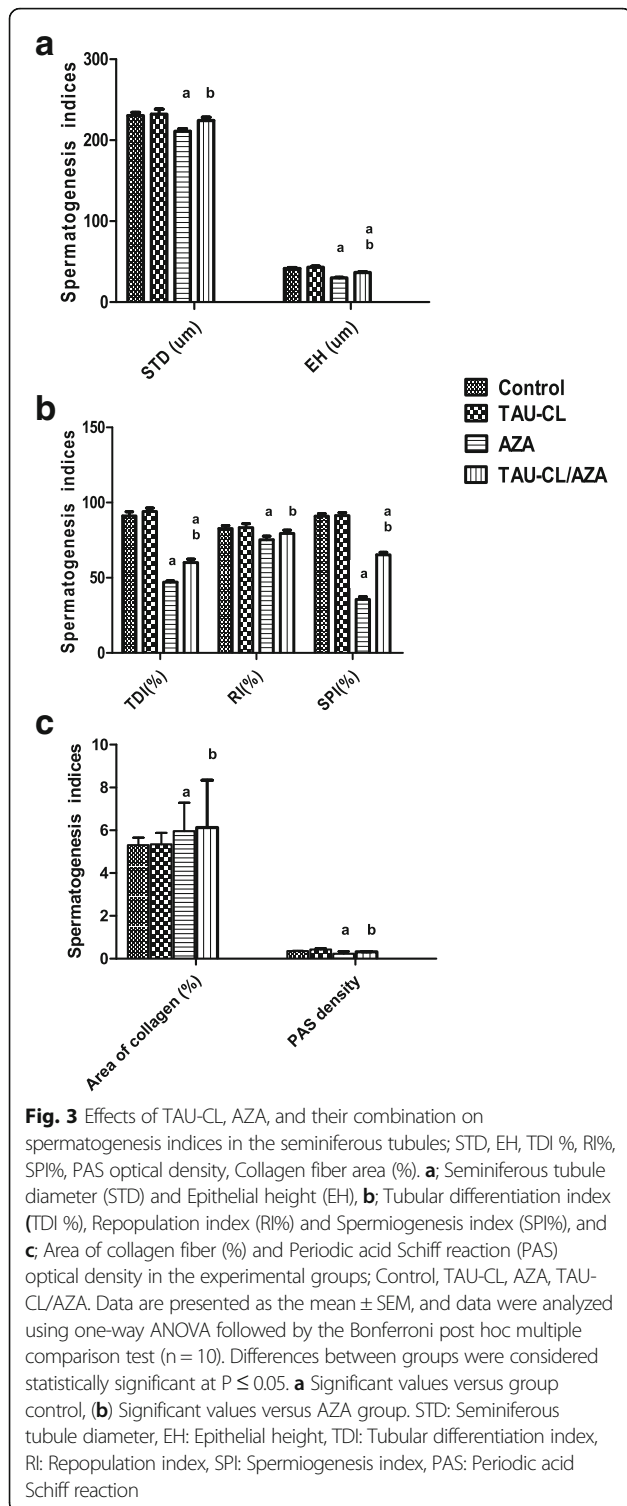 a
300
200
100
0
Spermatogenesis indices
a b
a
a b
STD (um)
EH (um)
Control
TAU-CL
AZA
TAU-CL/AZA
b
150
100
50
0
Spermatogenesis indices
a
a b
a b
a
a b
TDI(%)
RI(%)
SPI(%)
c
10
8
6
4
2
0
Spermatogenesis indices
a
b
a b
Area of collagen (%)
PAS density
Fig. 3 Effects of TAU-CL, AZA, and their combination on
spermatogenesis indices in the seminiferous tubules; STD, EH, TDI %, RI%,
SPI%, PAS optical density, Collagen fiber area (%). a; Seminiferous tubule
diameter (STD) and Epithelial height (EH), b; Tubular differentiation index
(TDI %), Repopulation index (RI%) and Spermiogenesis index (SPI%), and
c; Area of collagen fiber (%) and Periodic acid Schiff reaction (PAS)
optical density in the experimental groups; Control, TAU-CL, AZA, TAU-
CL/AZA. Data are presented as the mean ± SEM, and data were analyzed
using one-way ANOVA followed by the Bonferroni post hoc multiple
comparison test (n = 10). Differences between groups were considered
statistically significant at P ≤ 0.05. a Significant values versus group
control, (b) Significant values versus AZA group. STD: Seminiferous
tubule diameter, EH: Epithelial height, TDI: Tubular differentiation index,
RI: Repopulation index, SPI: Spermiogenesis index, PAS: Periodic acid
Schiff reaction